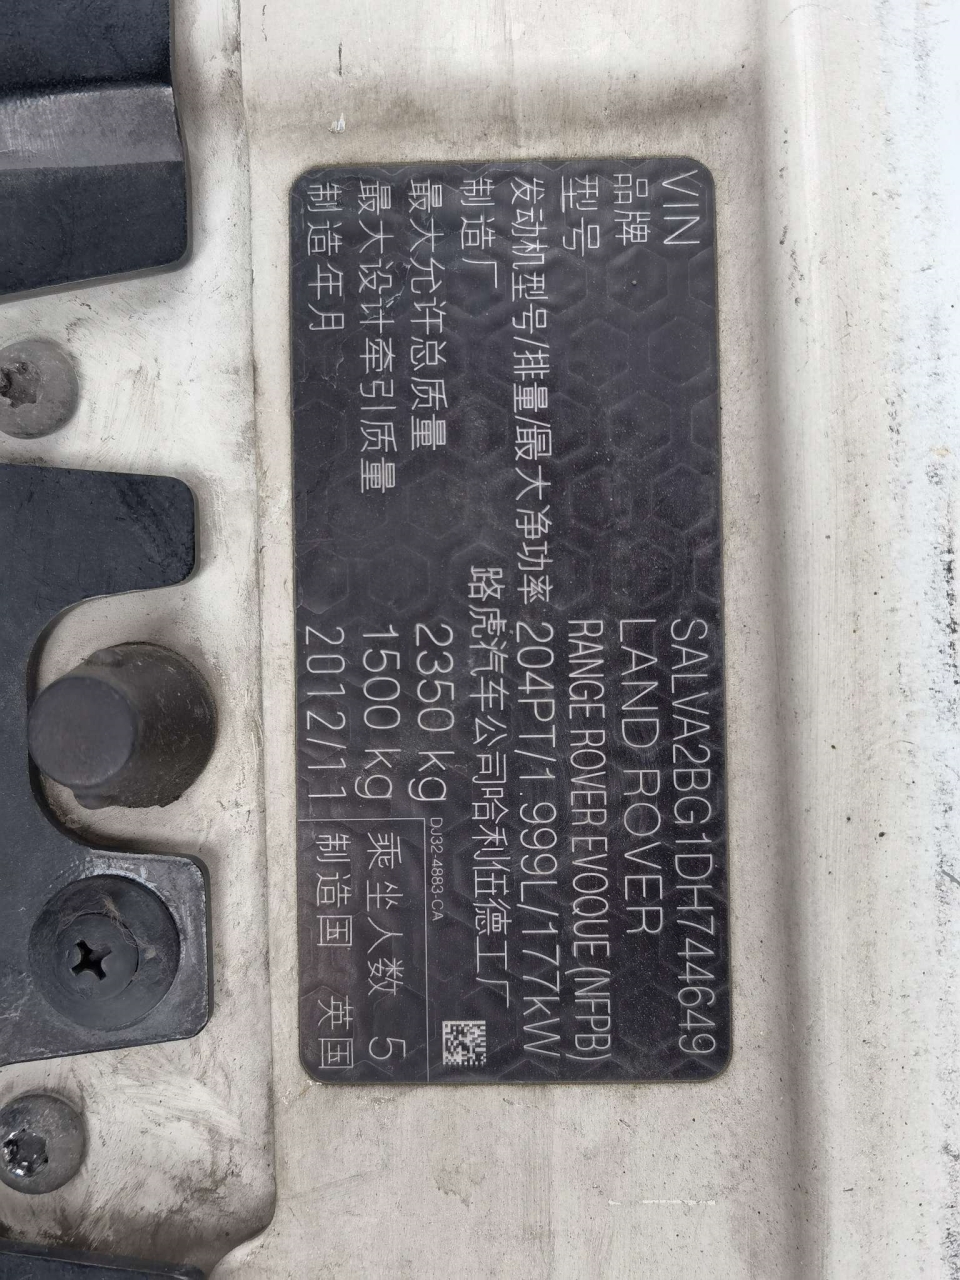 VIN SALVA2BG1DH744649
品牌 LAND ROVER
型号 RANGE ROVER EVOQUE (NFPB)
发动机型号/排量/最大净功率 204PT/1.999L/177kW
制造厂 路虎汽车公司哈利伍德工厂
最大允许总质量 2350 kg
DJ32-4883-CA
最大设计牵引质量 1500 kg 乘坐人数 5
制造年月 2012/11 制造国 英国